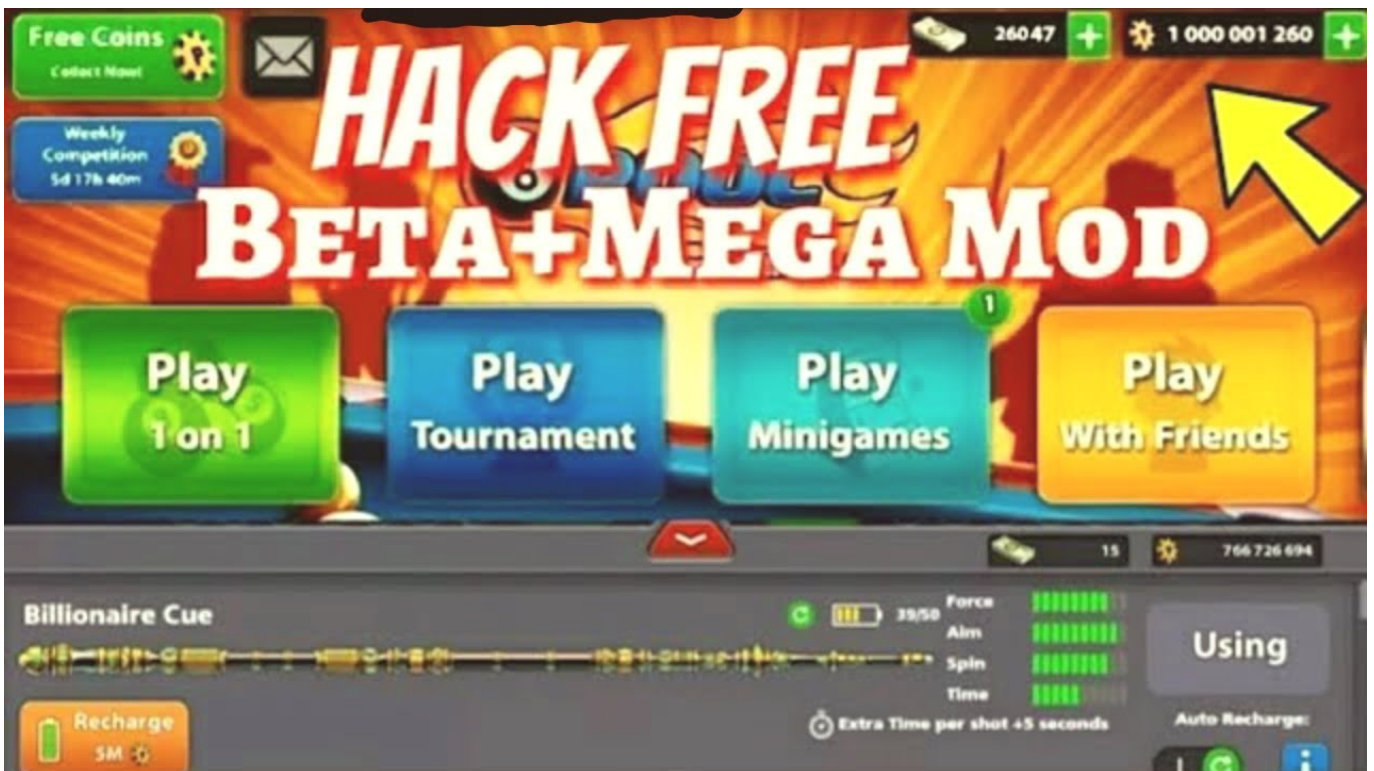 Free Coins
Collect Now!
26047
1 000 001 260
HACK FREE
Weekly
Competition
5d 17h 40m
POOL
BETA+MEGA MOD
1
Play
1 on 1
Play
Tournament
Play
Minigames
Play
With Friends
15
766 726 694
Billionaire Cue
39/50
Force
Aim
Spin
Time
Using
Extra Time per shot +5 seconds
Recharge
5M
Auto Recharge: